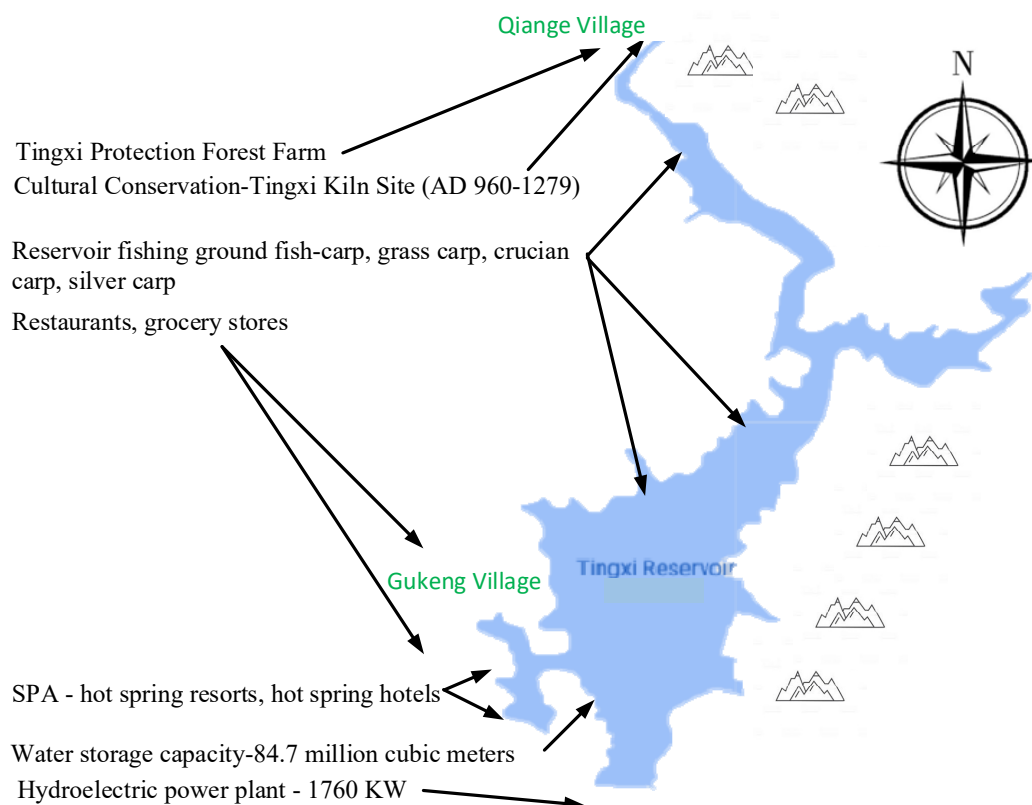 Qiange Village
N
Tingxi Protection Forest Farm
Cultural Conservation-Tingxi Kiln Site (AD 960-1279)
Reservoir fishing ground fish-carp, grass carp, crucian
carp, silver carp
Restaurants, grocery stores
Tingxi Reservoir
Gukeng Village
SPA - hot spring resorts, hot spring hotels
Water storage capacity-84.7 million cubic meters
Hydroelectric power plant - 1760 KW